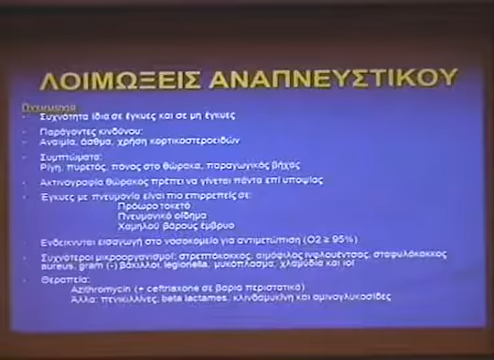 ΛΟΙΜΩΞΕΙΣ ΑΝΑΠΝΕΥΣΤΙΚΟΥ
Πνευμονία
Συχνότητα ίδια σε έγκυες και σε μη έγκυες
Παράγοντες κινδύνου:
Αναιμία, άσθμα, χρήση κορτικοστεροειδών
Συμπτώματα:
Ρίγη, πυρετός, πόνος στο θώρακα, παραγωγικός βήχας
Ακτινογραφία θώρακος πρέπει να γίνεται πάντα επί υποψίας
Έγκυες με πνευμονία είναι πιο επιρρεπείς σε:
Πρόωρο τοκετό
Πνευμονικό οίδημα
Χαμηλού βάρους έμβρυο
Ενδείκνυται εισαγωγή στο νοσοκομείο για αντιμετώπιση (O2 ≥ 95%)
Συχνότεροι μικροοργανισμοί: στρεπτόκοκκος, αιμόφιλος ινφλουέντσας, σταφυλόκοκκος
aureus, gram (-) βάκιλλοι, legionella, μυκόπλασμα, χλαμύδια και ιοί
Θεραπεία:
Azithromycin (+ ceftriaxone σε βαριά περιστατικά)
Άλλα: πενικιλλίνες, beta lactames, κλινδαμυκίνη και αμινογλυκοσίδες